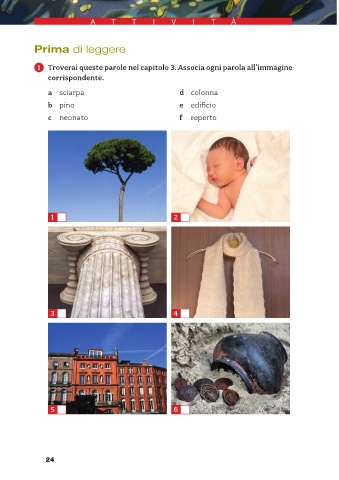 ATTIVITÀ
Prima di leggere
1 Troverai queste parole nel capitolo 3. Associa ogni parola all'immagine
corrispondente.
a sciarpa
b pino
c neonato
d colonna
e edificio
f reperto
1
2
3
4
5
6
24